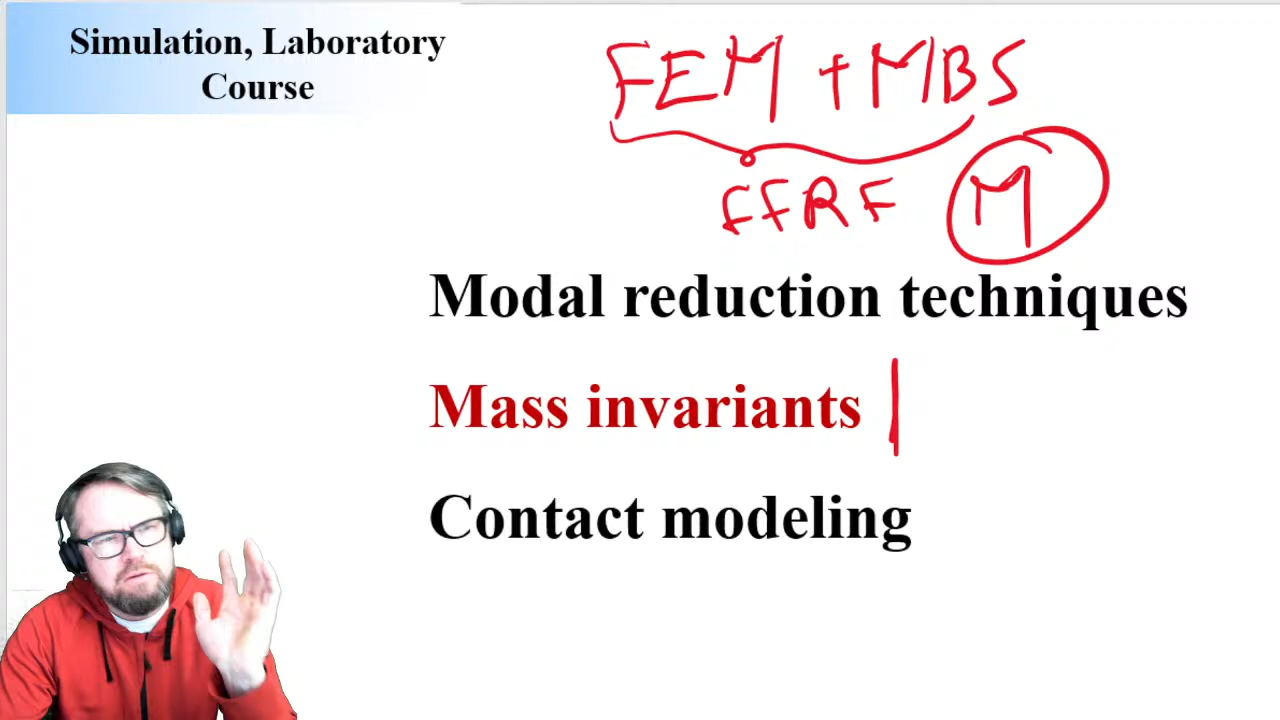 Simulation, Laboratory
Course
FEM + MBS
FFRF M
Modal reduction techniques
Mass invariants |
Contact modeling